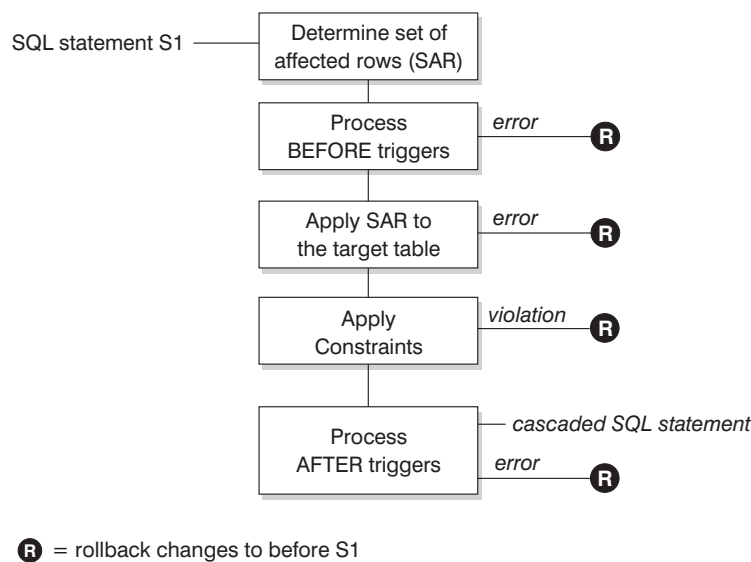 SQL statement S1
Determine set of
affected rows (SAR)
Process
BEFORE triggers
error
R
Apply SAR to
the target table
error
R
Apply
Constraints
violation
R
Process
AFTER triggers
cascaded SQL statement
error
R
R = rollback changes to before S1